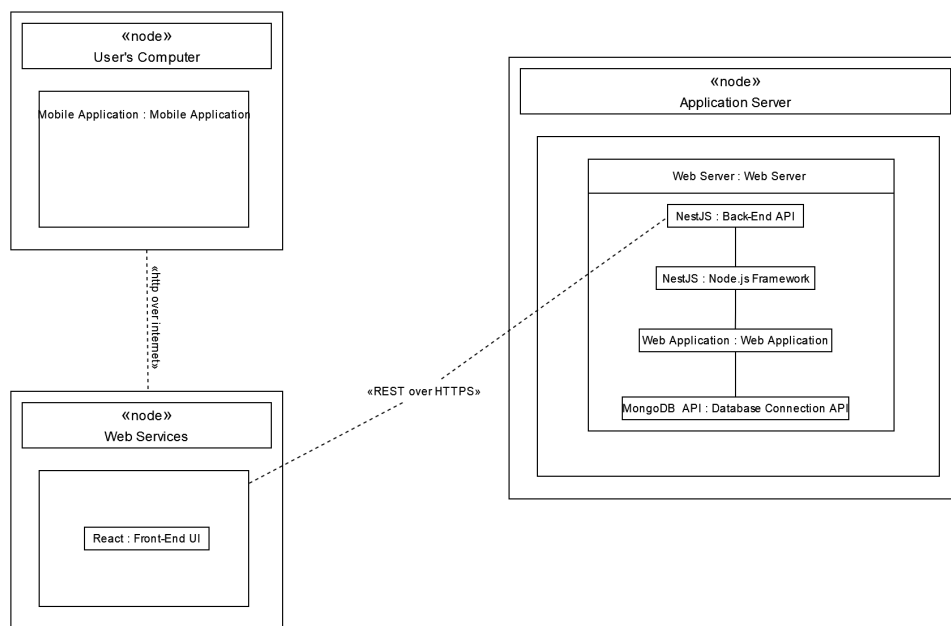 «node»
User's Computer
Mobile Application : Mobile Application
«http over internet»
«node»
Web Services
React : Front-End UI
«REST over HTTPS»
«node»
Application Server
Web Server : Web Server
NestJS : Back-End API
NestJS : Node.js Framework
Web Application : Web Application
MongoDB API : Database Connection API